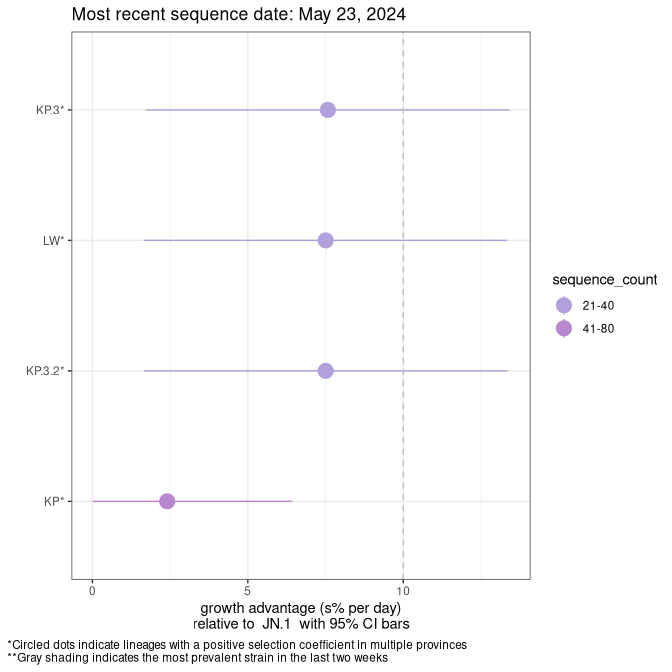 Most recent sequence date: May 23, 2024
KP.3*
LW*
KP.3.2*
KP*
0 5 10
growth advantage (s% per day)
relative to JN.1 with 95% CI bars
sequence_count
21-40
41-80
*Circled dots indicate lineages with a positive selection coefficient in multiple provinces
**Gray shading indicates the most prevalent strain in the last two weeks